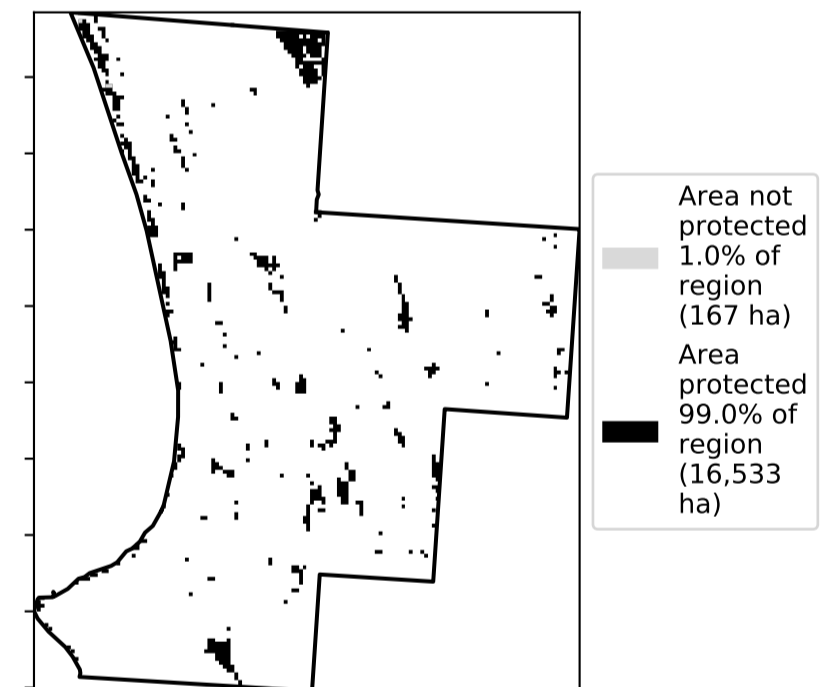 Area not
protected
1.0% of
region
(167 ha)
Area
protected
99.0% of
region
(16,533
ha)